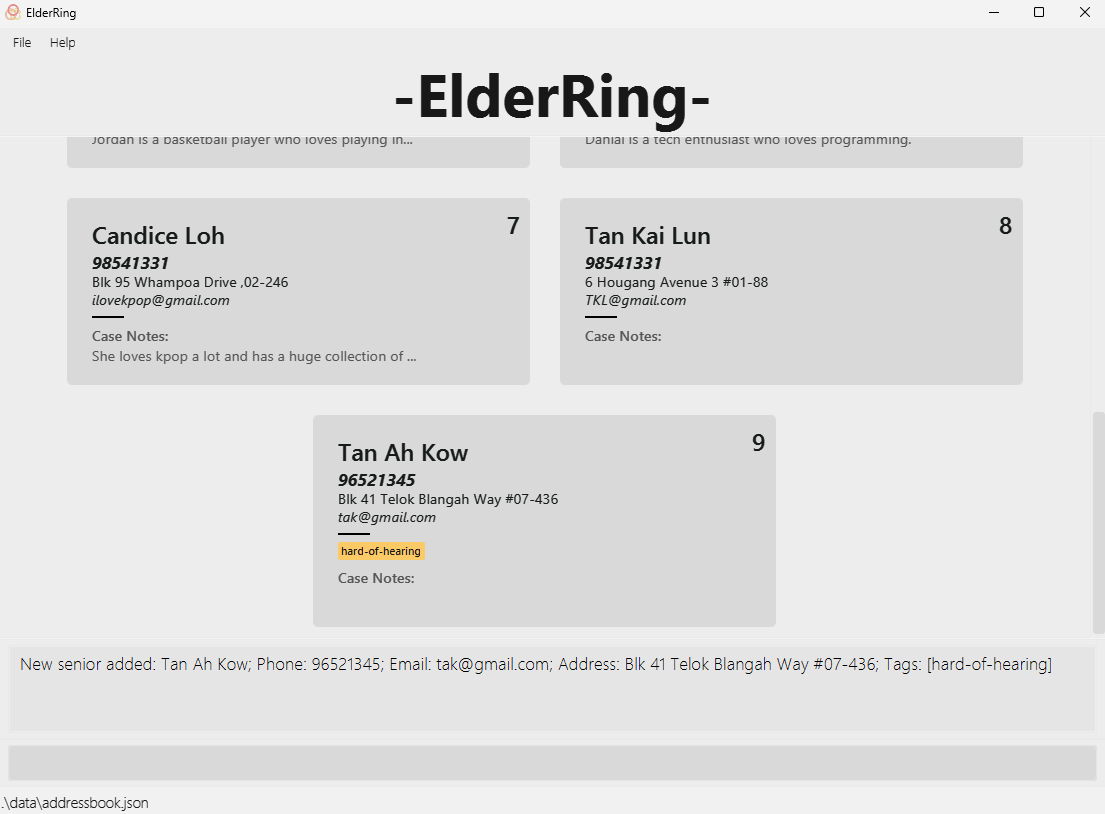 ElderRing
File Help
-ElderRing-
Jordan is a basketball player who loves playing in...
Danial is a tech enthusiast who loves programming.
7
Candice Loh
98541331
Blk 95 Whampoa Drive ,02-246
ilovekpop@gmail.com
Case Notes:
She loves kpop a lot and has a huge collection of ...
8
Tan Kai Lun
98541331
6 Hougang Avenue 3 #01-88
TKL@gmail.com
Case Notes:
9
Tan Ah Kow
96521345
Blk 41 Telok Blangah Way #07-436
tak@gmail.com
hard-of-hearing
Case Notes:
New senior added: Tan Ah Kow; Phone: 96521345; Email: tak@gmail.com; Address: Blk 41 Telok Blangah Way #07-436; Tags: [hard-of-hearing]
.\data\addressbook.json